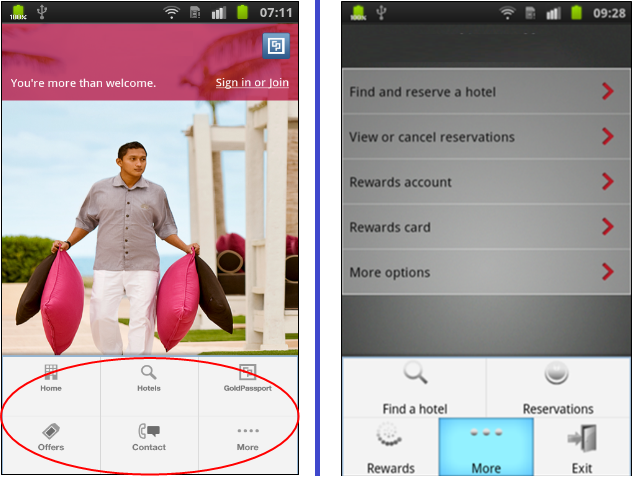 100%
07:11
You're more than welcome.
Sign in or Join
Home
Hotels
GoldPassport
Offers
Contact
More
100%
09:28
Find and reserve a hotel
View or cancel reservations
Rewards account
Rewards card
More options
Find a hotel
Reservations
Rewards
More
Exit